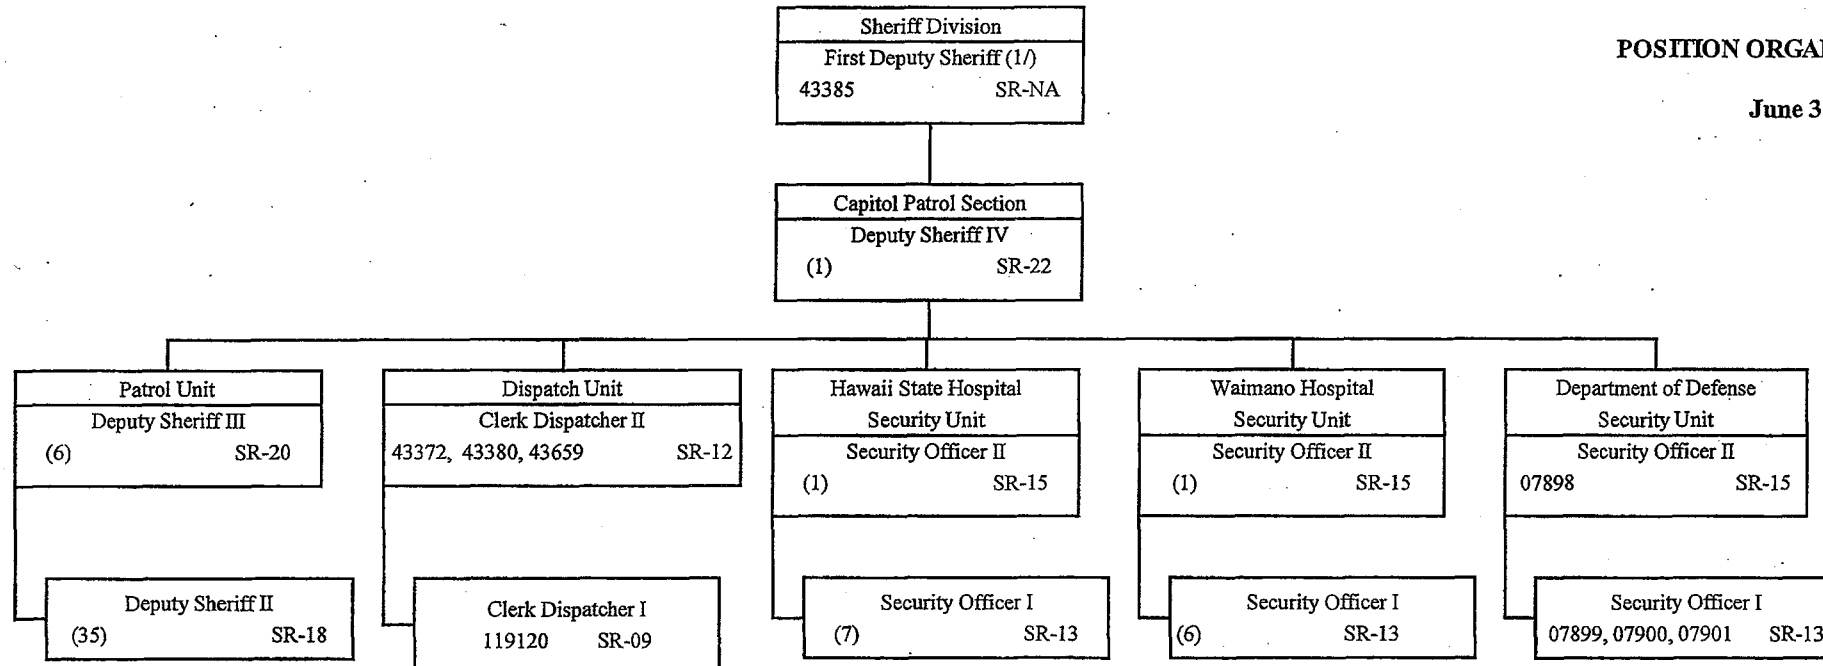 Sheriff Division
First Deputy Sheriff (1/)
43385 SR-NA
POSITION ORGA
June 3
Capitol Patrol Section
Deputy Sheriff IV
(1) SR-22
Patrol Unit
Deputy Sheriff III
(6) SR-20
Deputy Sheriff II
(35) SR-18
Dispatch Unit
Clerk Dispatcher II
43372, 43380, 43659 SR-12
Clerk Dispatcher I
119120 SR-09
Hawaii State Hospital
Security Unit
Security Officer II
(1) SR-15
Security Officer I
(7) SR-13
Waimano Hospital
Security Unit
Security Officer II
(1) SR-15
Security Officer I
(6) SR-13
Department of Defense
Security Unit
Security Officer II
07898 SR-15
Security Officer I
07899, 07900, 07901 SR-13